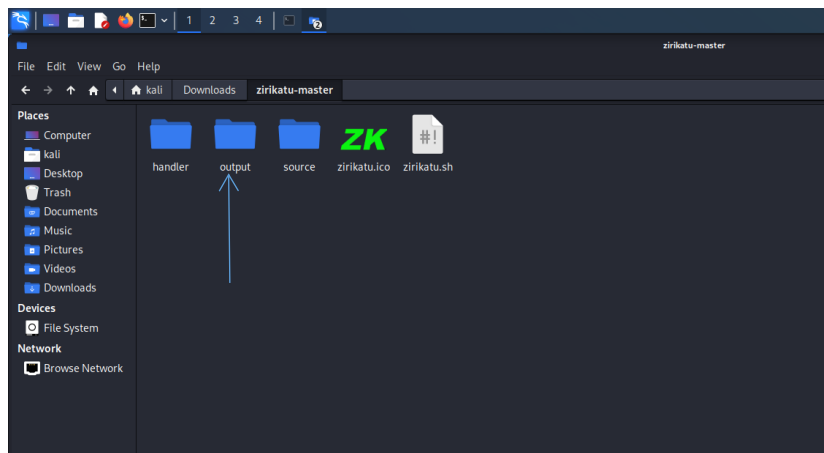 1 2 3 4 2
zirikatu-master
File Edit View Go Help
kali Downloads zirikatu-master
Places
Computer
kali
Desktop
Trash
Documents
Music
Pictures
Videos
Downloads
Devices
File System
Network
Browse Network
ZK #!
handler output source zirikatu.ico zirikatu.sh